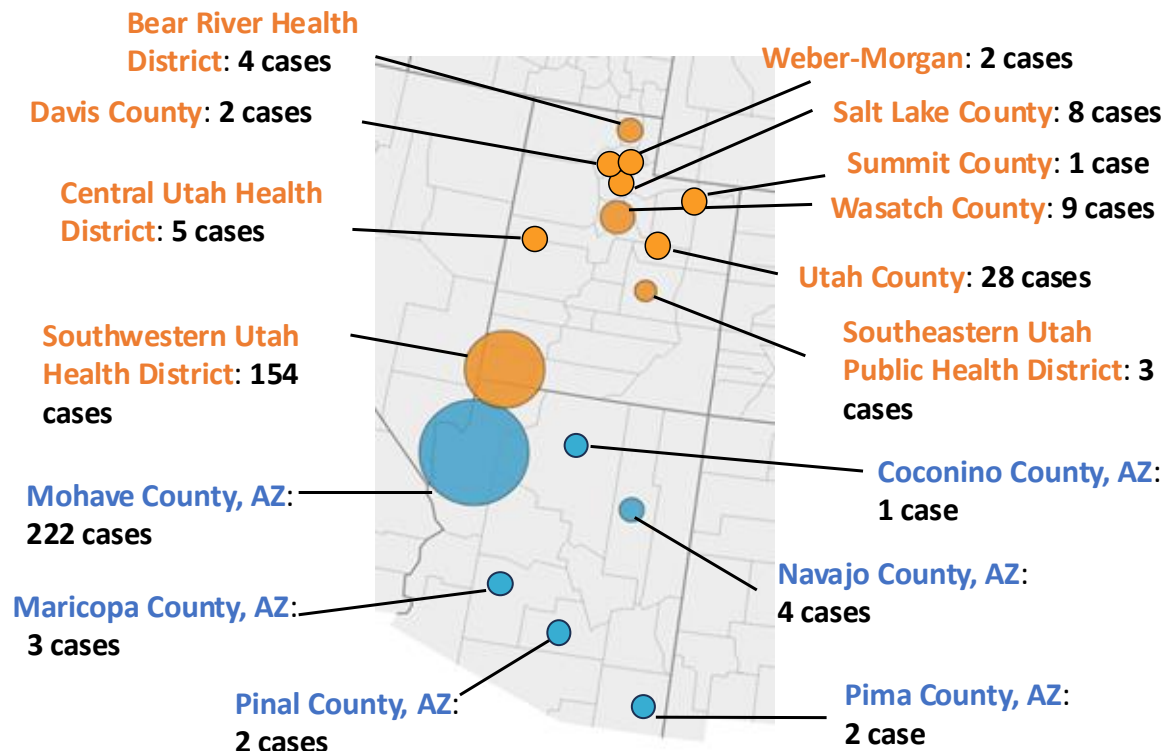 Bear River Health
District: 4 cases
Weber-Morgan: 2 cases
Davis County: 2 cases
Salt Lake County: 8 cases
Summit County: 1 case
Central Utah Health
District: 5 cases
Wasatch County: 9 cases
Utah County: 28 cases
Southwestern Utah
Health District: 154
cases
Southeastern Utah
Public Health District: 3
cases
Mohave County, AZ:
222 cases
Coconino County, AZ:
1 case
Navajo County, AZ:
4 cases
Maricopa County, AZ:
3 cases
Pinal County, AZ:
2 cases
Pima County, AZ:
2 case